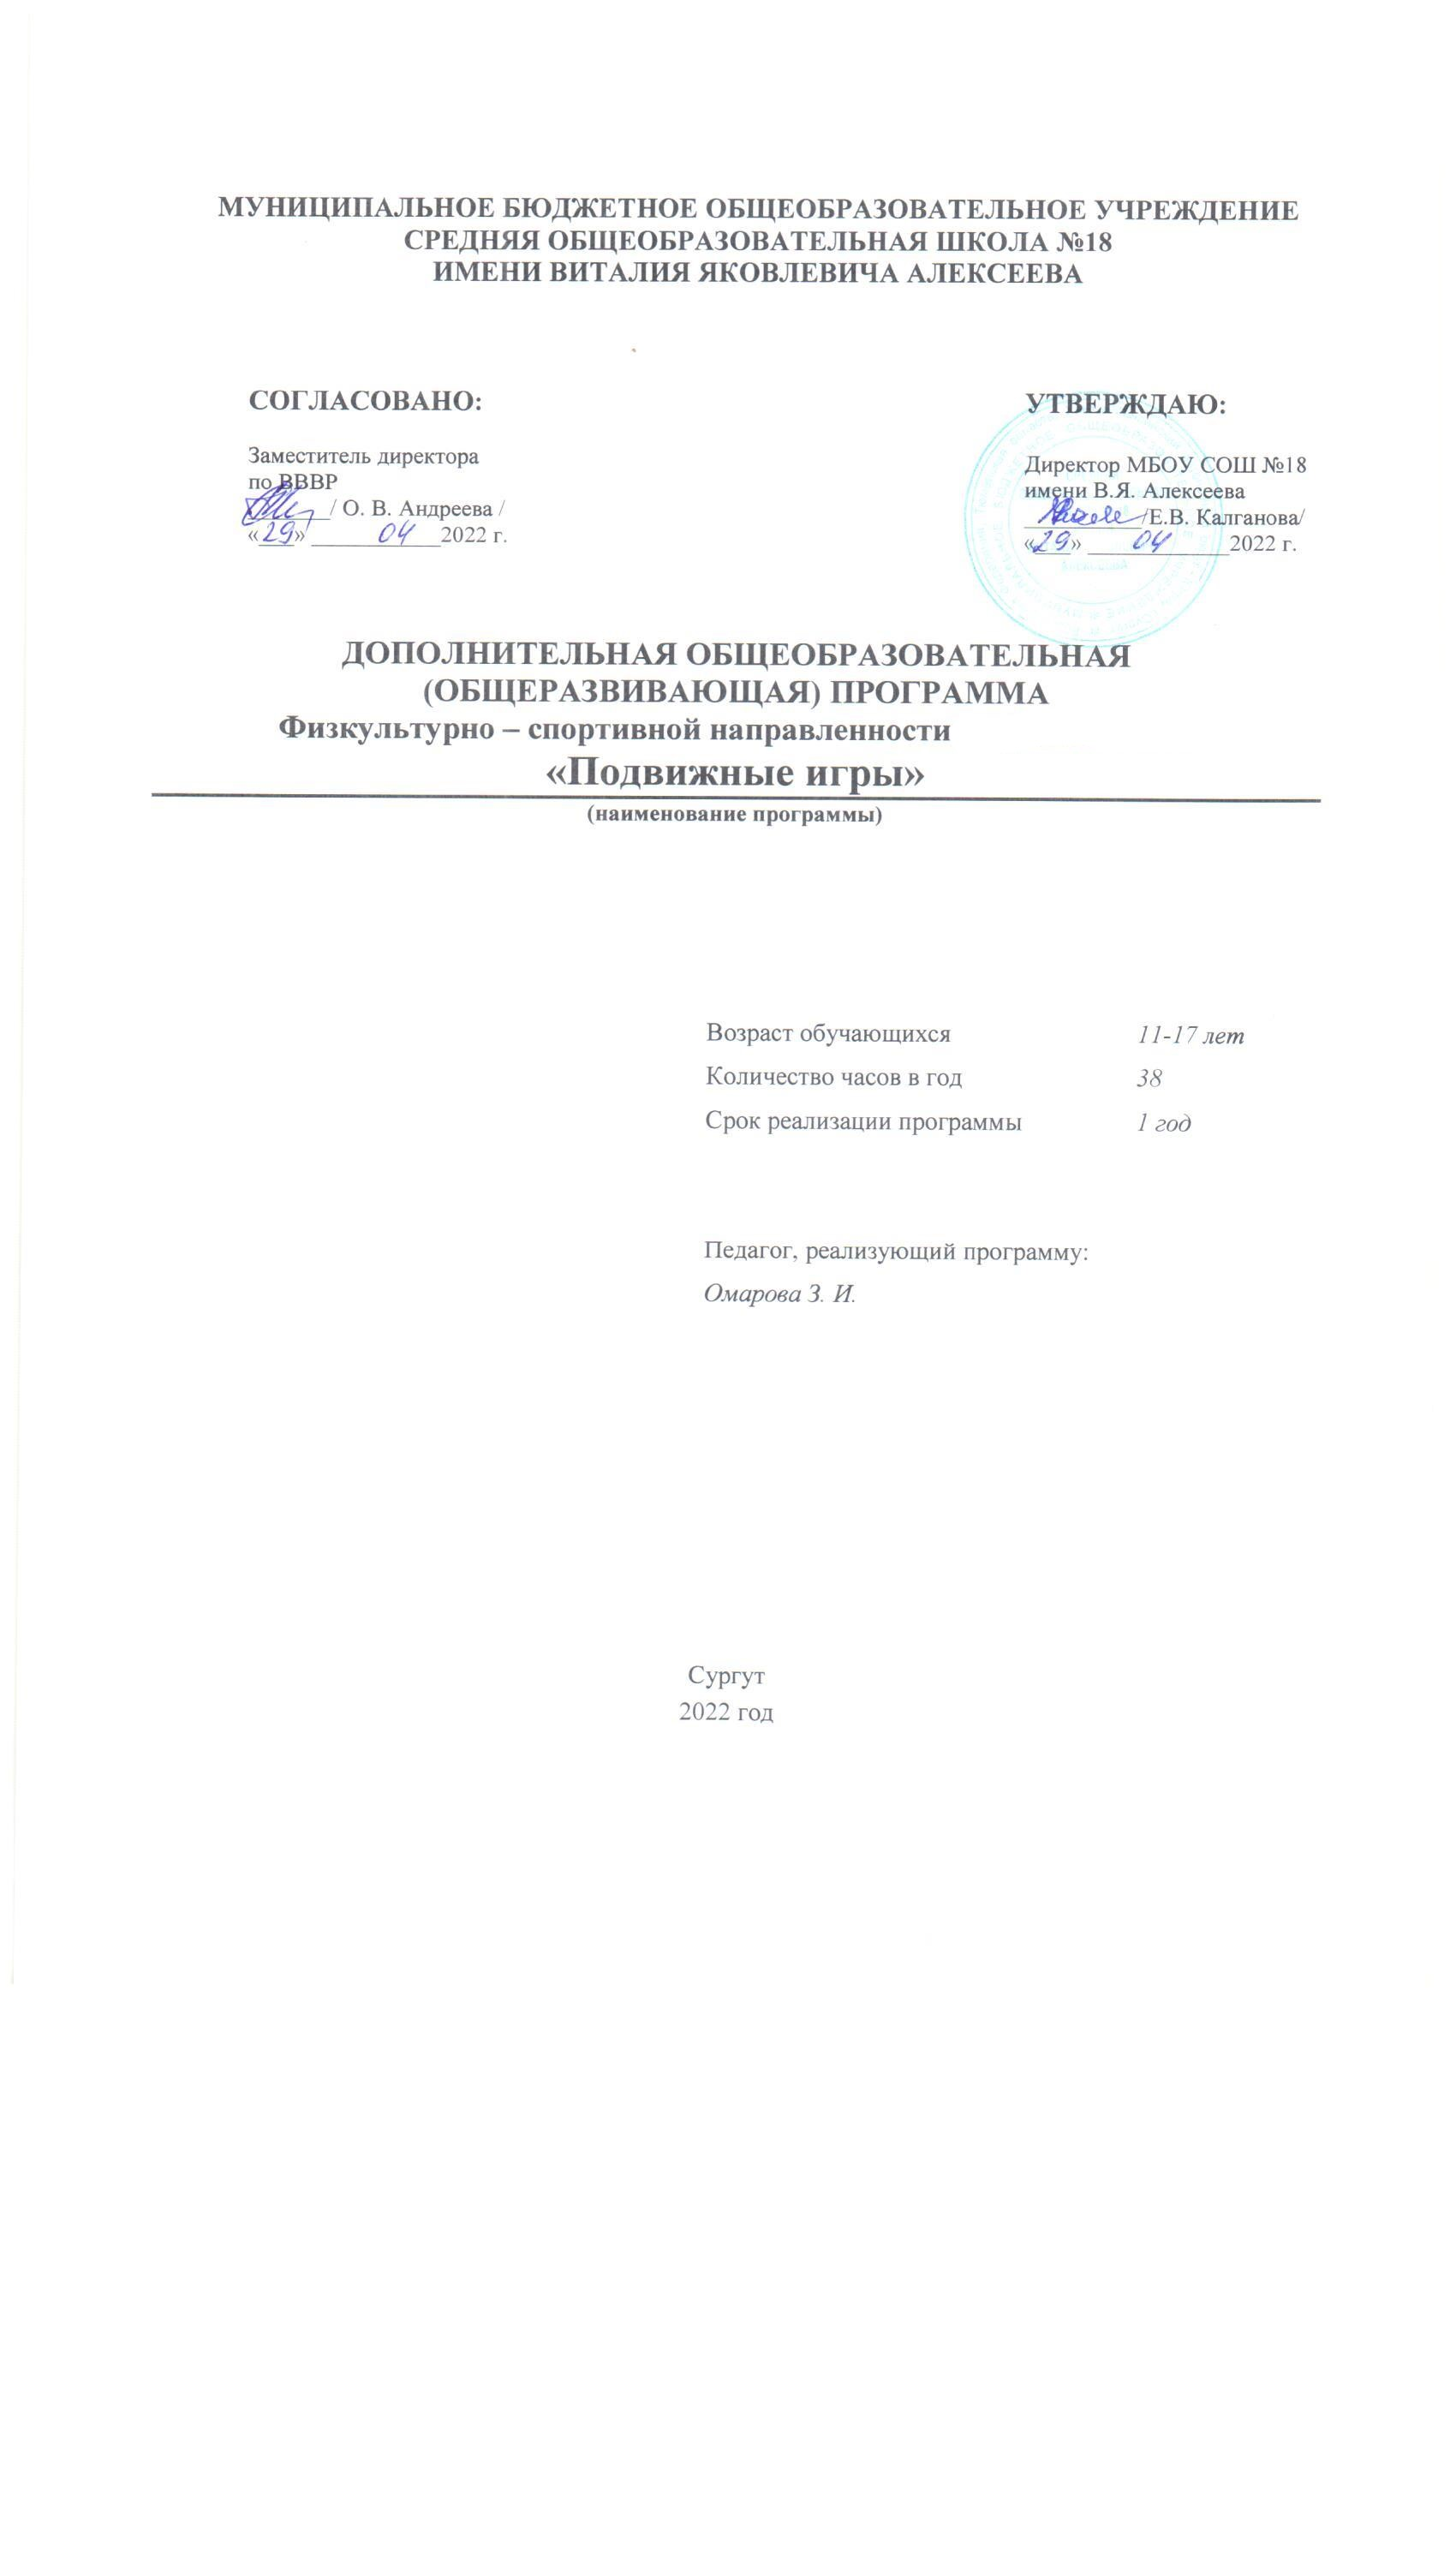 МУНИЦИПАЛЬНОЕ БЮДЖЕТНОЕ ОБЩЕОБРАЗОВАТЕЛЬНОЕ УЧРЕЖДЕНИЕ
СРЕДНЯЯ ОБЩЕОБРАЗОВАТЕЛЬНАЯ ШКОЛА №18
ИМЕНИ ВИТАЛИЯ ЯКОВЛЕВИЧА АЛЕКСЕЕВА
СОГЛАСОВАНО:
Заместитель директора
по ВВВР
/ О. В. Андреева /
«29» 04 2022 г.
УТВЕРЖДАЮ:
Директор МБОУ СОШ №18
имени В.Я. Алексеева
/Е.В. Калганова/
«29» 04 2022 г.
ДОПОЛНИТЕЛЬНАЯ ОБЩЕОБРАЗОВАТЕЛЬНАЯ
(ОБЩЕРАЗВИВАЮЩАЯ) ПРОГРАММА
Физкультурно – спортивной направленности
«Подвижные игры»
(наименование программы)
Возраст обучающихся 11-17 лет
Количество часов в год 38
Срок реализации программы 1 год
Педагог, реализующий программу:
Омарова З. И.
Сургут
2022 год